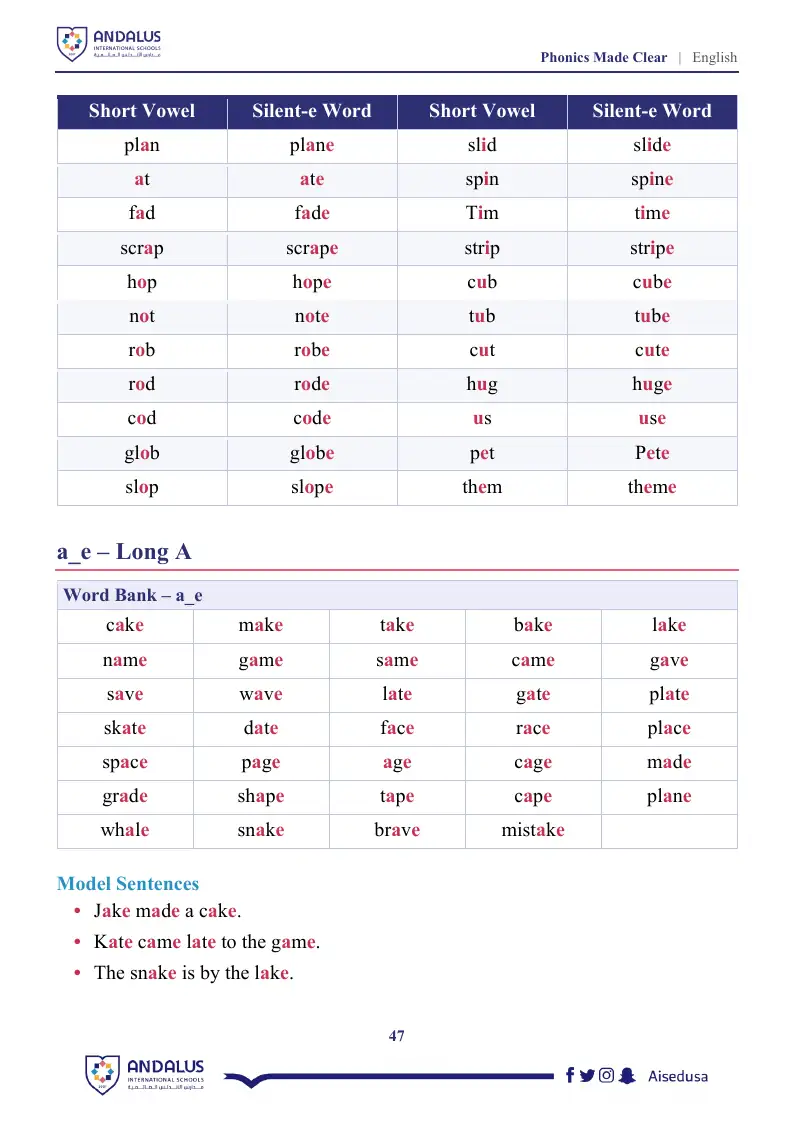 ANDALUS
INTERNATIONAL SCHOOLS
Phonics Made Clear | English
Short Vowel Silent-e Word Short Vowel Silent-e Word
plan plane slid slide
at ate spin spine
fad fade Tim time
scrap scrape strip stripe
hop hope cub cube
not note tub tube
rob robe cut cute
rod rode hug huge
cod code us use
glob globe pet Pete
slop slope them theme
a_e – Long A
Word Bank – a_e
cake make take bake lake
name game same came gave
save wave late gate plate
skate date face race place
space page age cage made
grade shape tape cape plane
whale snake brave mistake
Model Sentences
• Jake made a cake.
• Kate came late to the game.
• The snake is by the lake.
47
ANDALUS
INTERNATIONAL SCHOOLS
Aisedusa